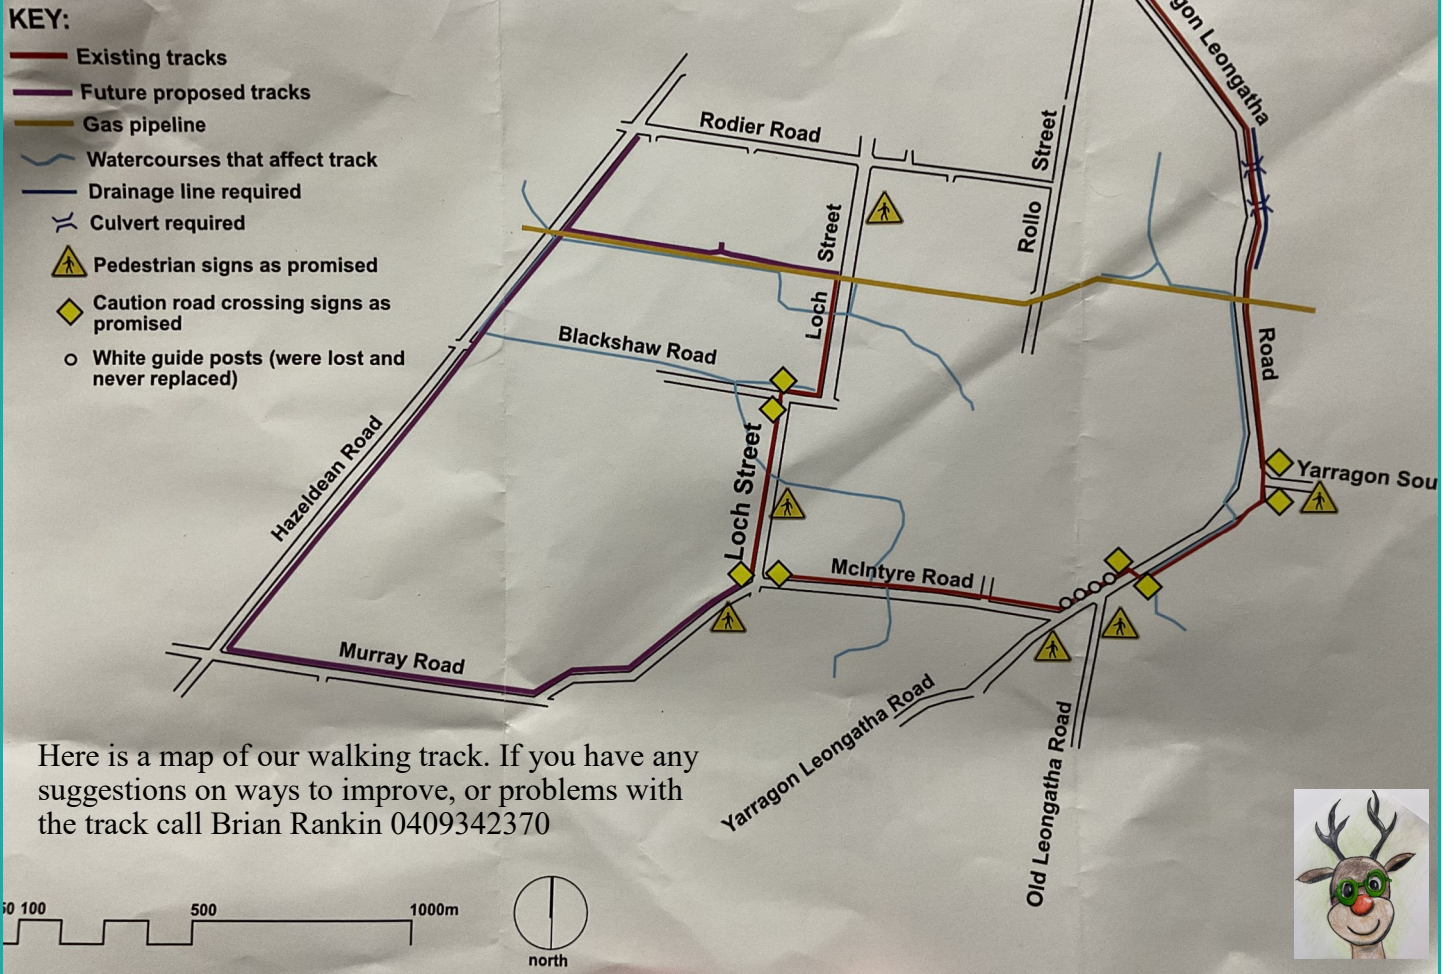 KEY:
Existing tracks
Future proposed tracks
Gas pipeline
Watercourses that affect track
Drainage line required
Culvert required
Pedestrian signs as promised
Caution road crossing signs as
promised
White guide posts (were lost and
never replaced)
gon Leongatha
Road
Rodier Road
Rollo Street
Loch Street
Blackshaw Road
Hazeldean Road
Loch Street
Yarragon Sou
McIntyre Road
Murray Road
Yarragon Leongatha Road
Old Leongatha Road
Here is a map of our walking track. If you have any
suggestions on ways to improve, or problems with
the track call Brian Rankin 0409342370
50 100 500 1000m
north